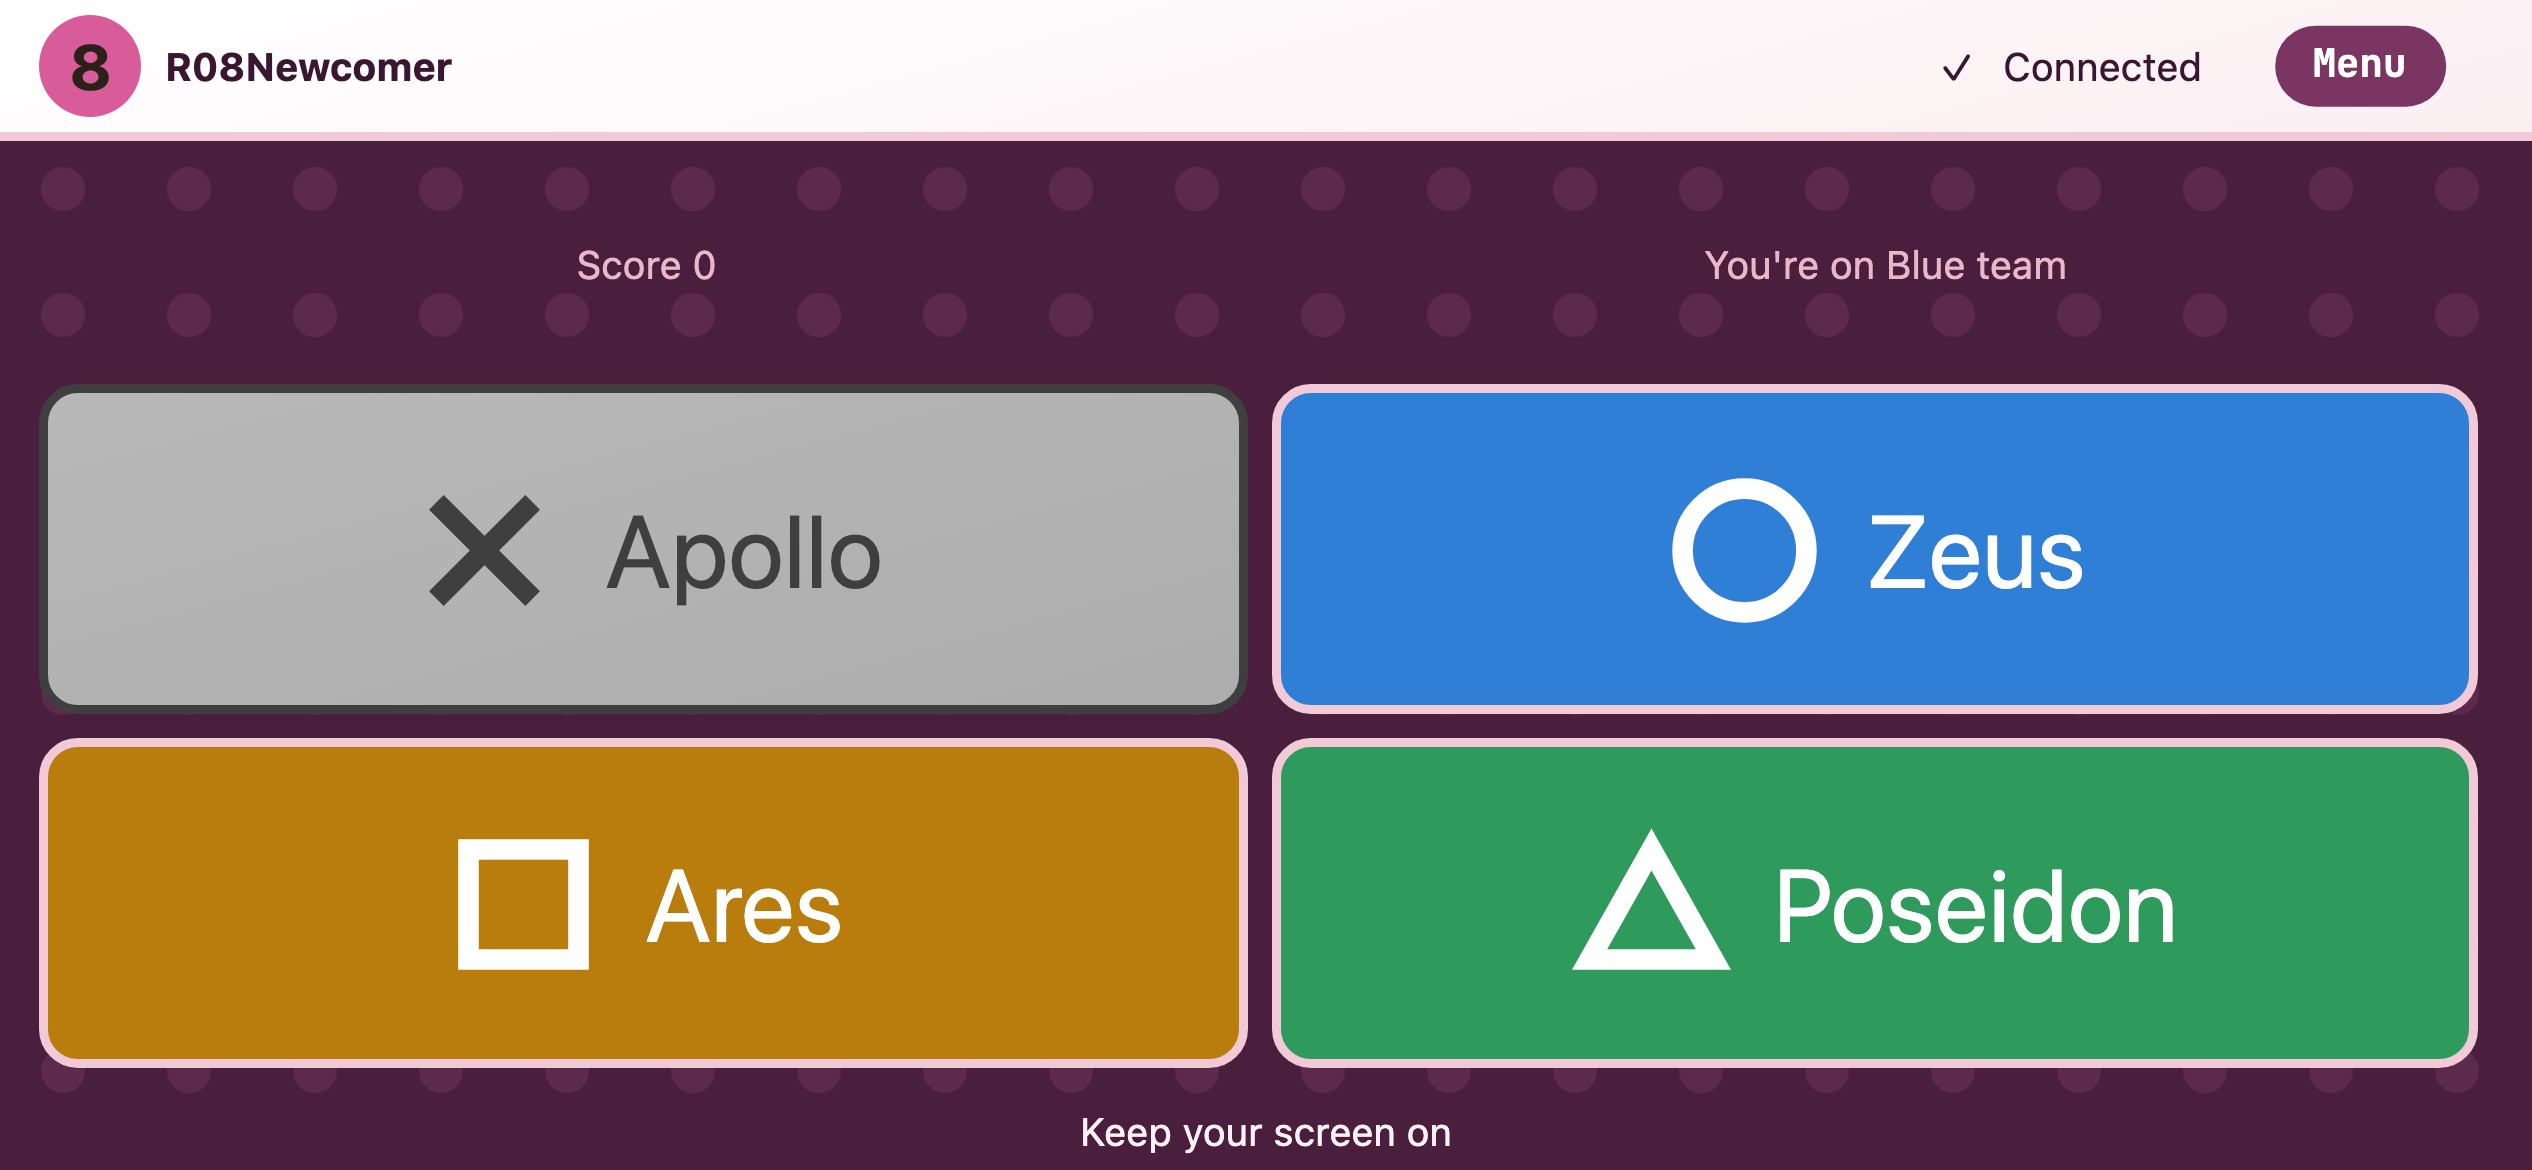 8 R08Newcomer ✓ Connected Menu
Score 0 You're on Blue team
Apollo Zeus
Ares Poseidon
Keep your screen on